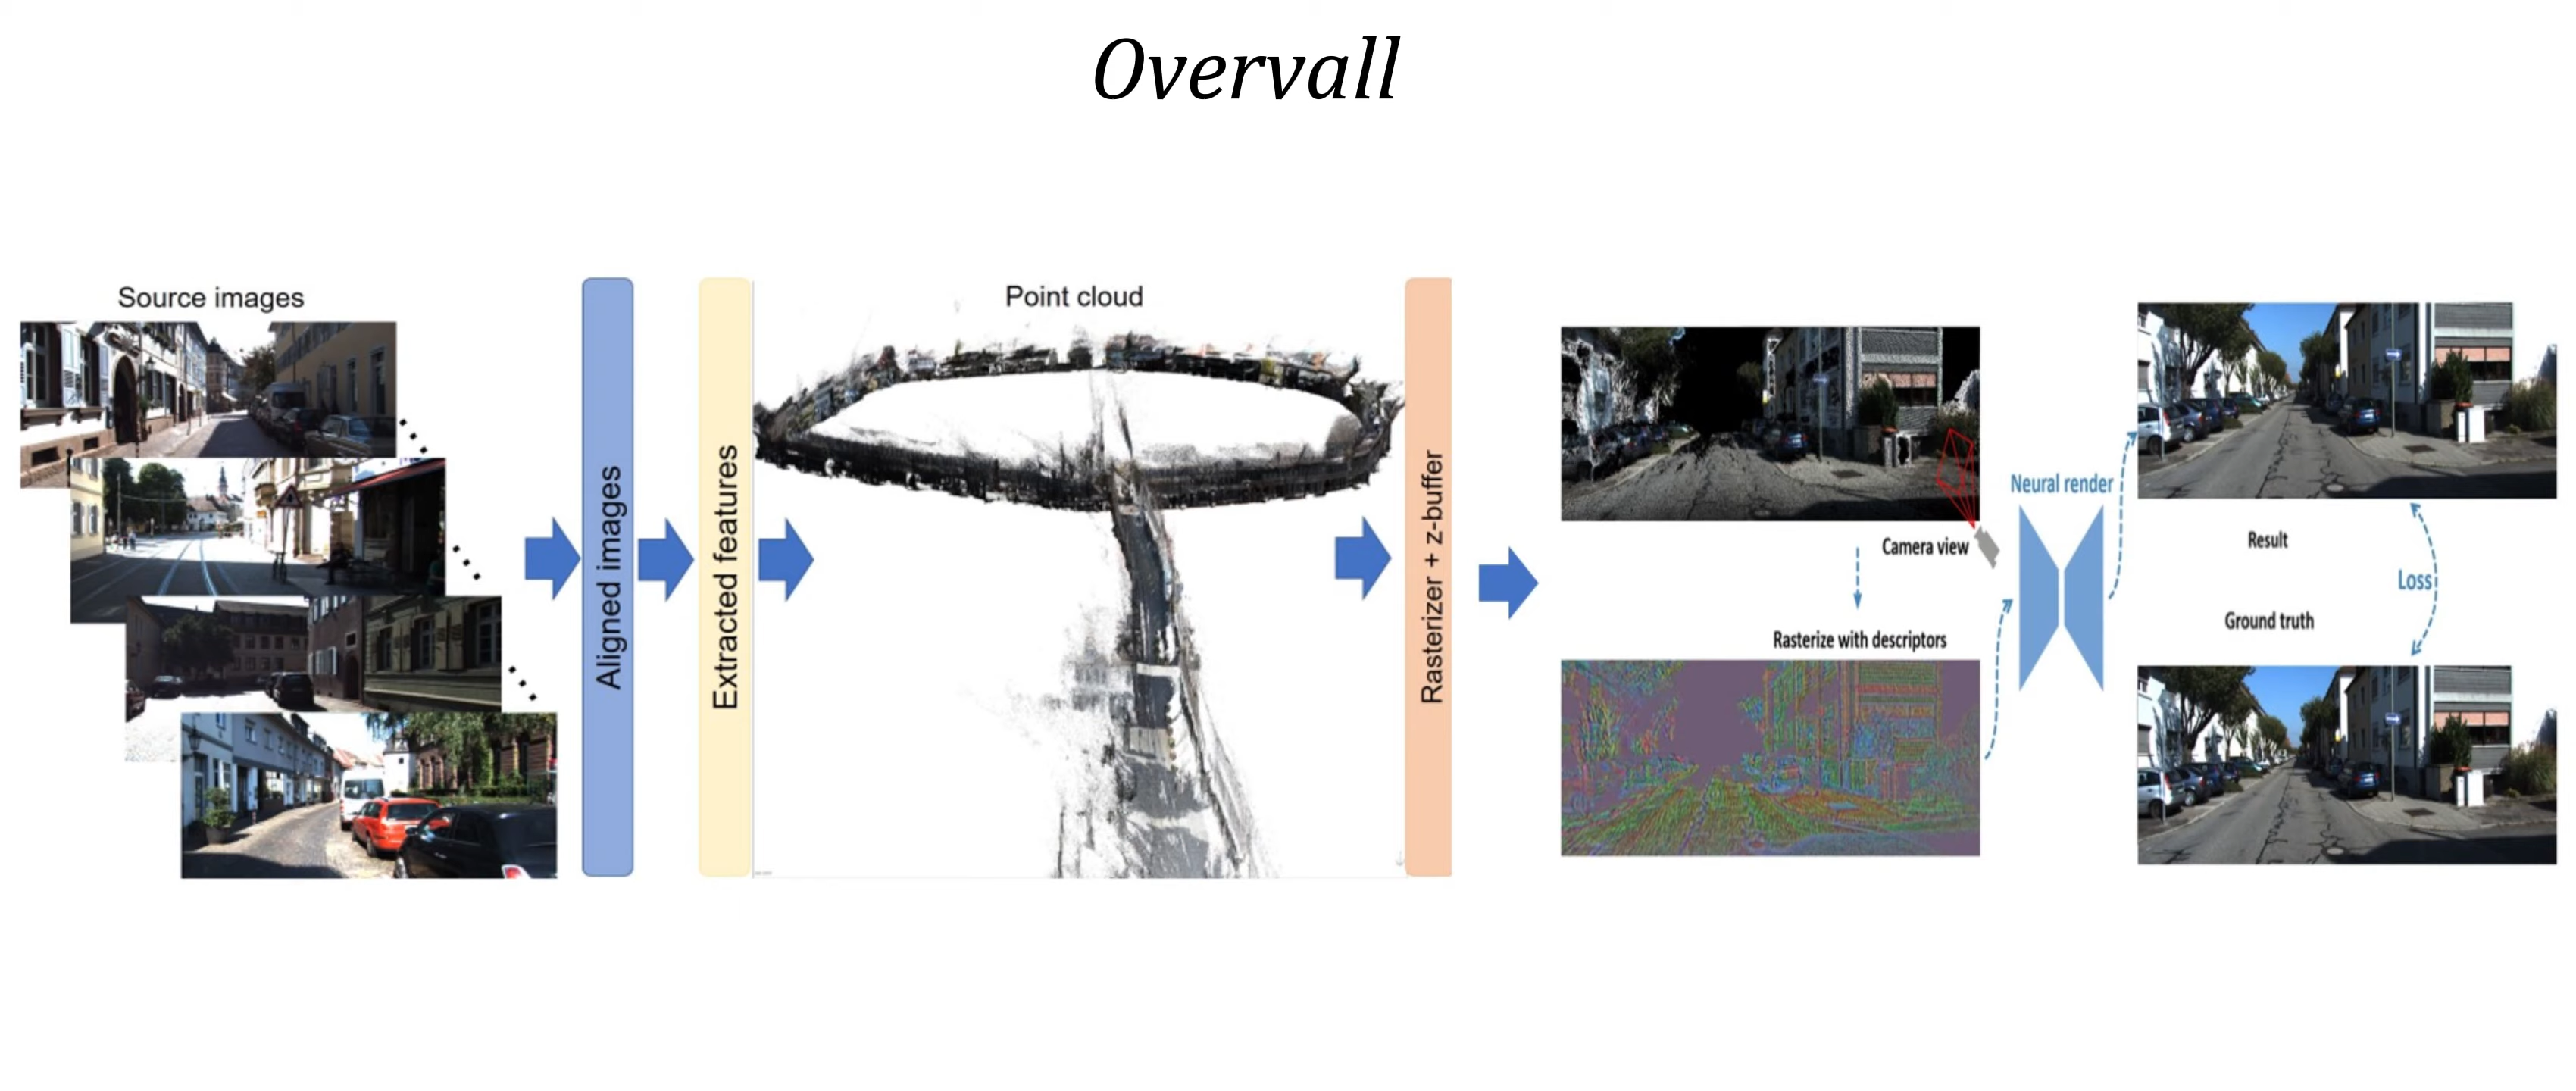 Overvall
Source images
Aligned images
Extracted features
Point cloud
Rasterizer + z-buffer
Camera view
Rasterize with descriptors
Neural render
Result
Loss
Ground truth